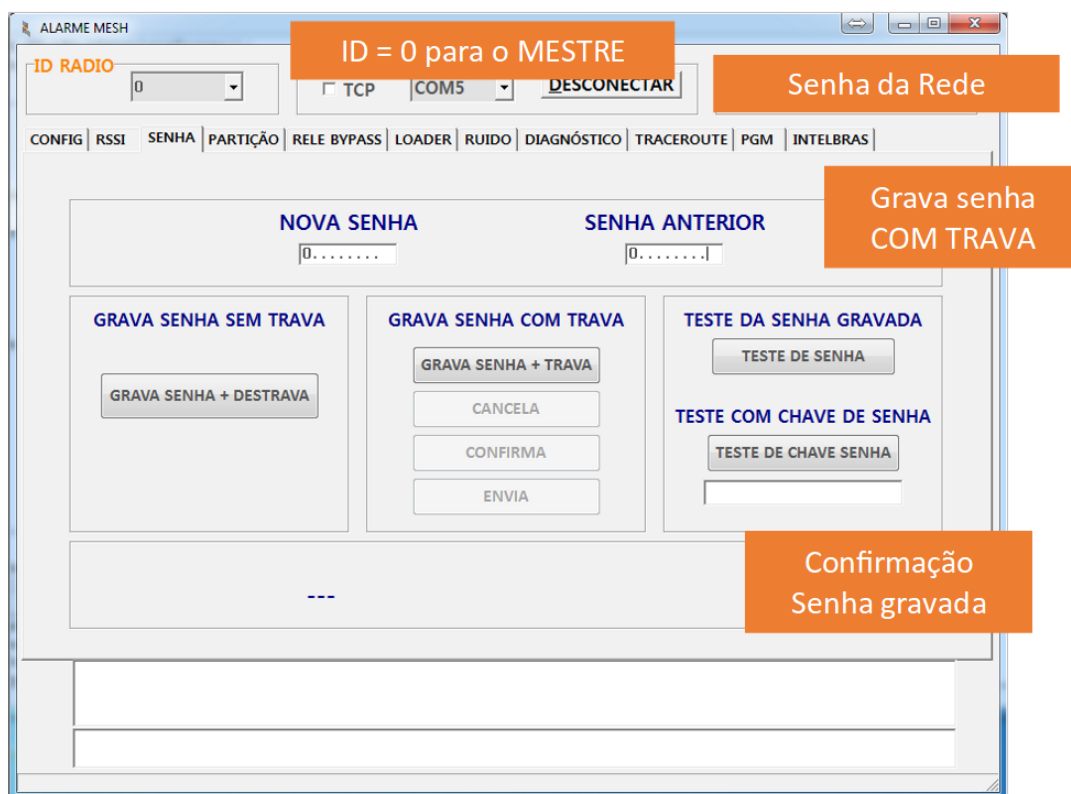 ALARME MESH
ID = 0 para o MESTRE
ID RADIO
0
TCP
COM5
DESCONECTAR
Senha da Rede
CONFIG
RSSI
SENHA
PARTIÇÃO
RELE BYPASS
LOADER
RUIDO
DIAGNÓSTICO
TRACEROUTE
PGM
INTELBRAS
Grava senha
COM TRAVA
NOVA SENHA
SENHA ANTERIOR
0........
0........
GRAVA SENHA SEM TRAVA
GRAVA SENHA COM TRAVA
TESTE DA SENHA GRAVADA
GRAVA SENHA + DESTRAVA
GRAVA SENHA + TRAVA
CANCELA
CONFIRMA
ENVIA
TESTE DE SENHA
TESTE COM CHAVE DE SENHA
TESTE DE CHAVE SENHA
Confirmação
Senha gravada
---